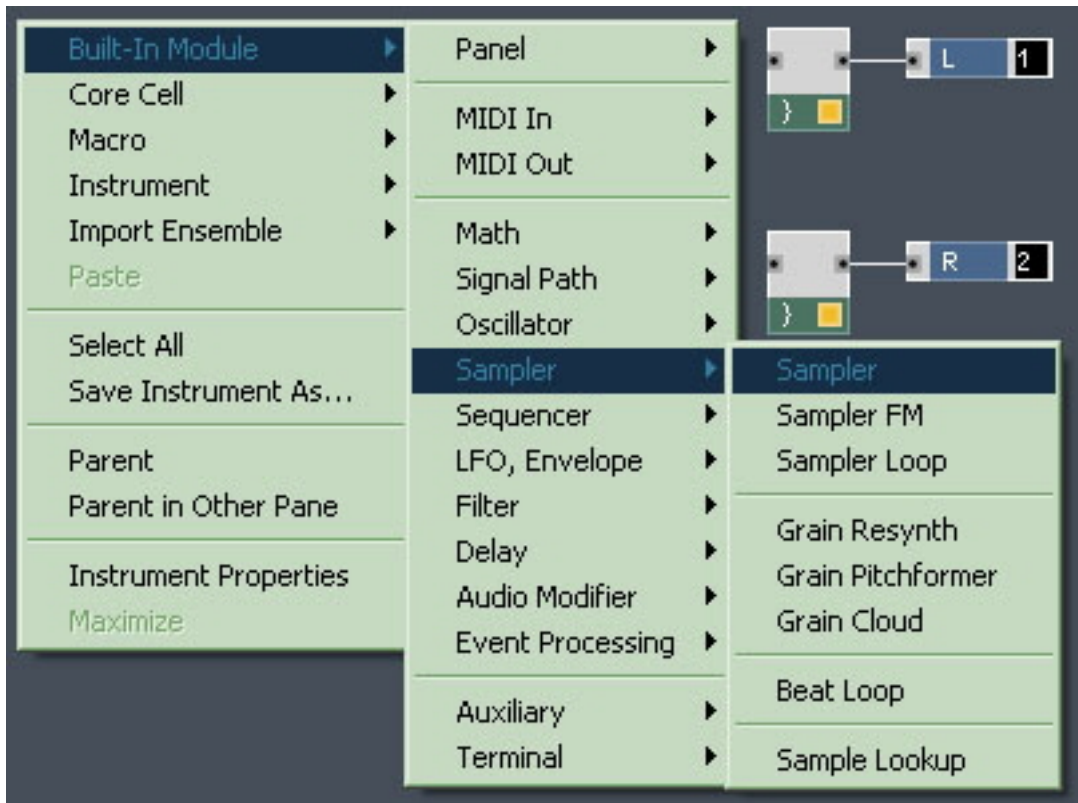 Built-In Module
Core Cell
Macro
Instrument
Import Ensemble
Paste
Select All
Save Instrument As...
Parent
Parent in Other Pane
Instrument Properties
Maximize
Panel
MIDI In
MIDI Out
Math
Signal Path
Oscillator
Sampler
Sequencer
LFO, Envelope
Filter
Delay
Audio Modifier
Event Processing
Auxiliary
Terminal
Sampler
Sampler FM
Sampler Loop
Grain Resynth
Grain Pitchformer
Grain Cloud
Beat Loop
Sample Lookup
}
L 1
}
R 2